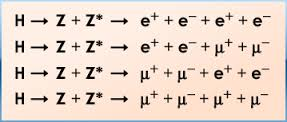 H → Z + Z* → e⁺ + e⁻ + e⁺ + e⁻
H → Z + Z* → e⁺ + e⁻ + μ⁺ + μ⁻
H → Z + Z* → μ⁺ + μ⁻ + e⁺ + e⁻
H → Z + Z* → μ⁺ + μ⁻ + μ⁺ + μ⁻